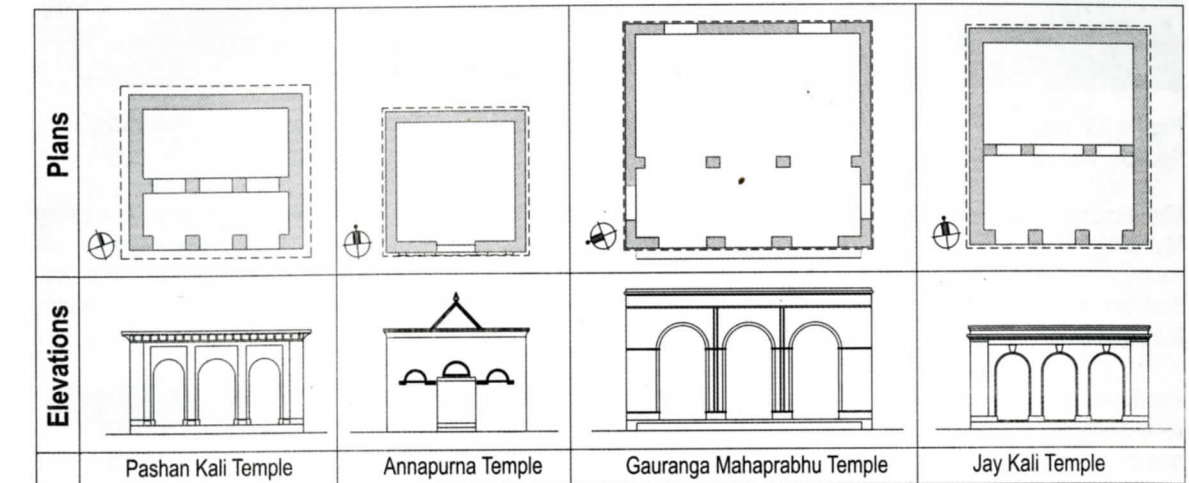 Plans
Elevations
Pashan Kali Temple
Annapurna Temple
Gauranga Mahaprabhu Temple
Jay Kali Temple